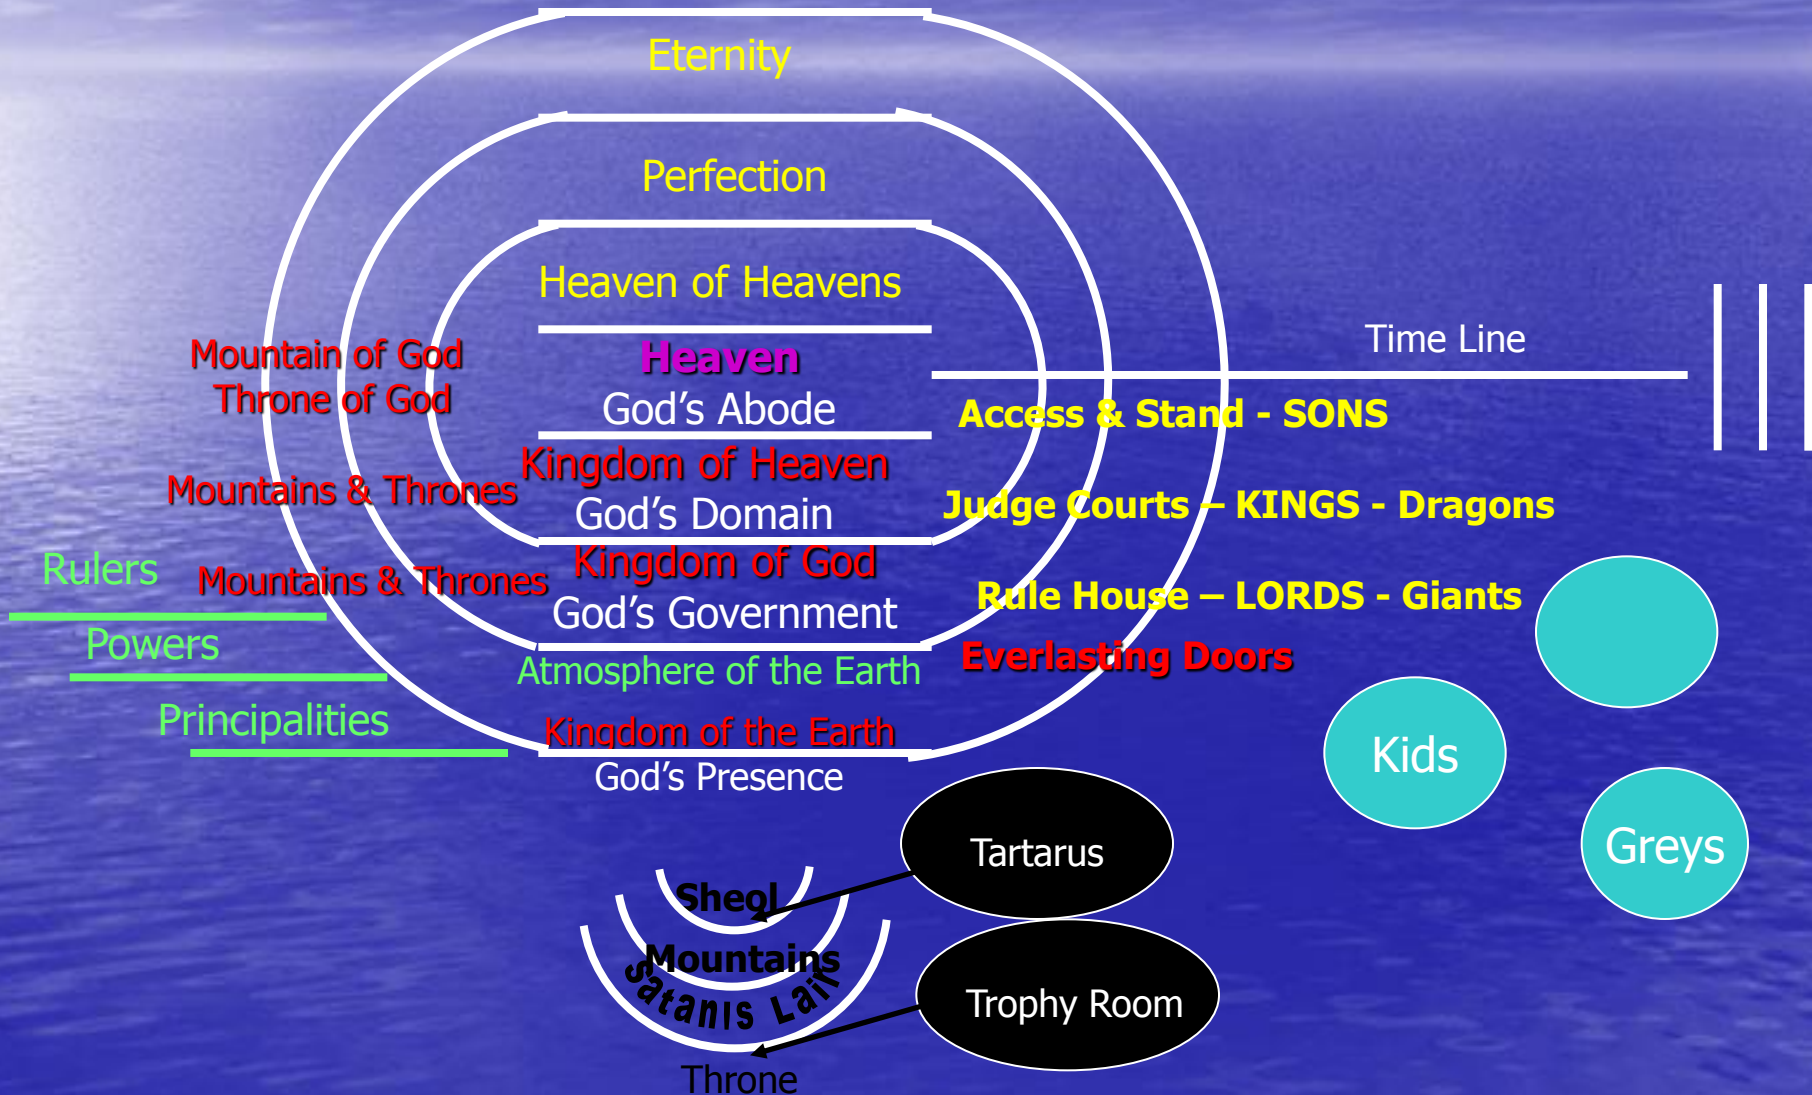 Eternity
Perfection
Heaven of Heavens
Heaven
God’s Abode
Kingdom of Heaven
God’s Domain
Kingdom of God
God’s Government
Atmosphere of the Earth
Kingdom of the Earth
God’s Presence
Mountain of God
Throne of God
Mountains & Thrones
Mountains & Thrones
Rulers
Powers
Principalities
Time Line
Access & Stand - SONS
Judge Courts – KINGS - Dragons
Rule House – LORDS - Giants
Everlasting Doors
Kids
Greys
Tartarus
Trophy Room
Sheol
Mountains
Satanis Lair
Throne